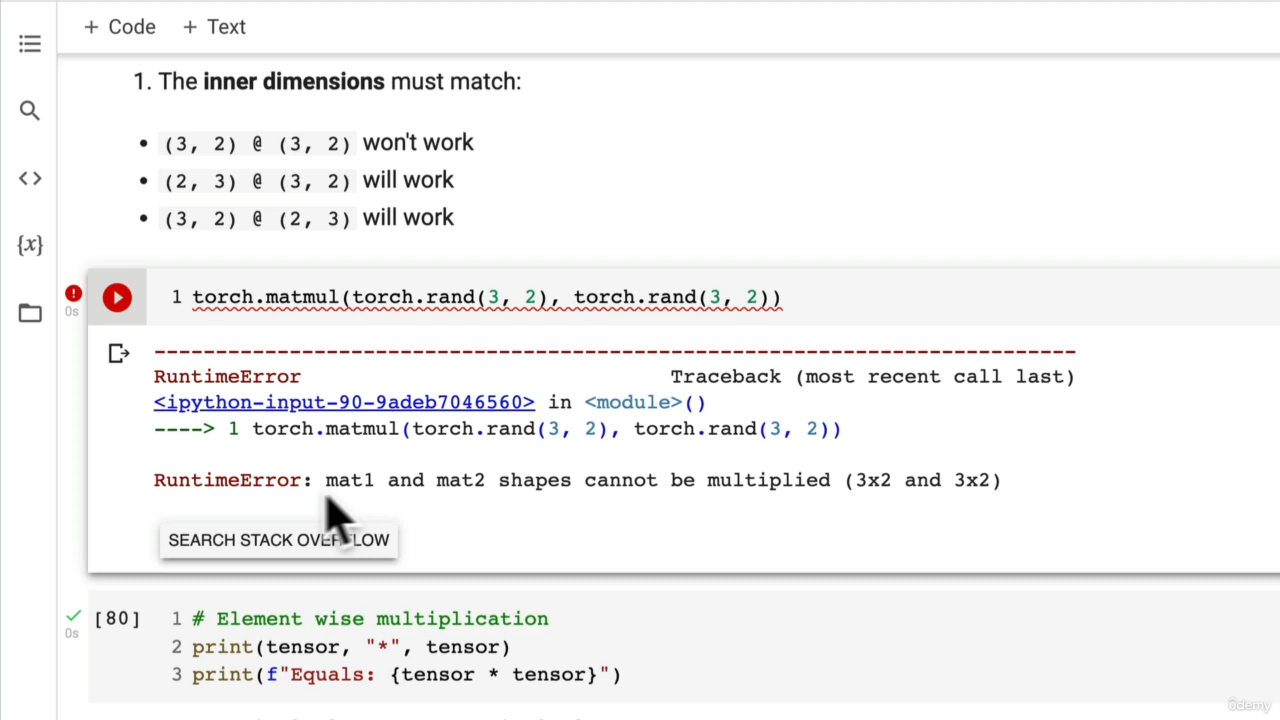 + Code + Text
1. The inner dimensions must match:
• (3, 2) @ (3, 2) won't work
• (2, 3) @ (3, 2) will work
• (3, 2) @ (2, 3) will work
{x}
!
0s
1 torch.matmul(torch.rand(3, 2), torch.rand(3, 2))
---------------------------------------------------------------------------
RuntimeError Traceback (most recent call last)
<ipython-input-90-9adeb7046560> in <module>()
----> 1 torch.matmul(torch.rand(3, 2), torch.rand(3, 2))
RuntimeError: mat1 and mat2 shapes cannot be multiplied (3x2 and 3x2)
SEARCH STACK OVERFLOW
[80] 1 # Element wise multiplication
0s
2 print(tensor, "*", tensor)
3 print(f"Equals: {tensor * tensor}")
ûdemy